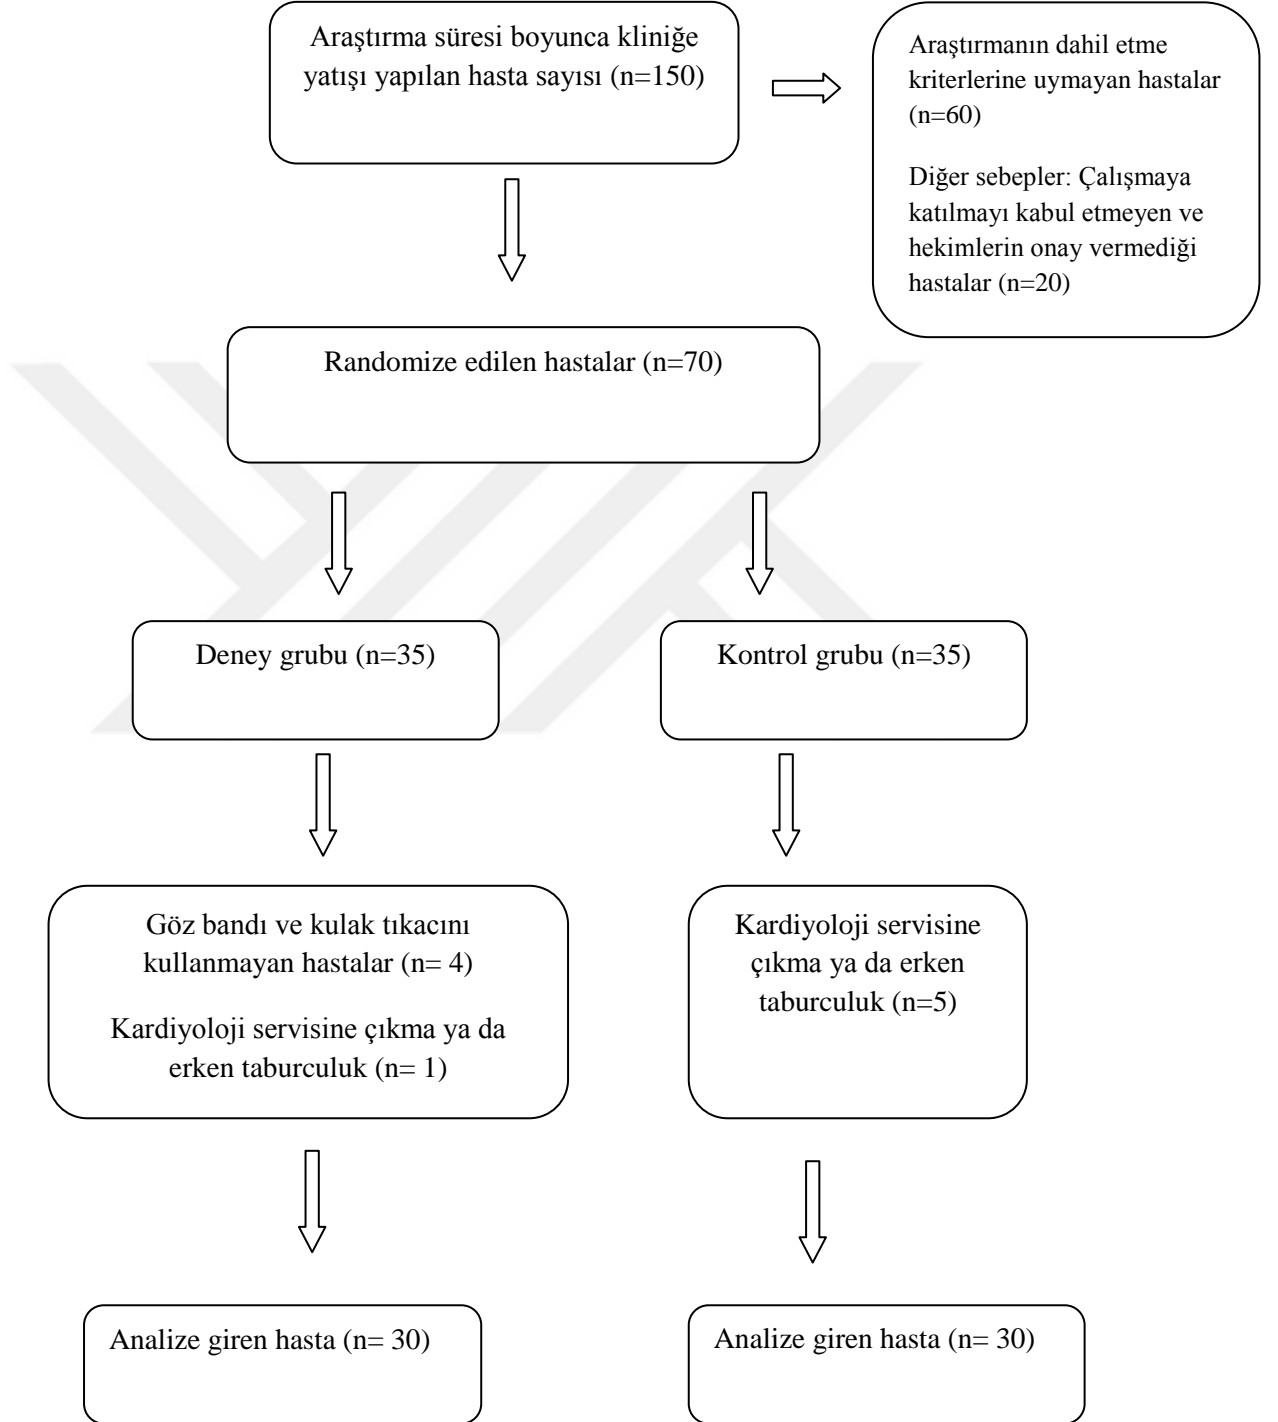 Araştırma süresi boyunca kliniğe
yatışı yapılan hasta sayısı (n=150)
Araştırmanın dahil etme
kriterlerine uymayan hastalar
(n=60)
Diğer sebepler: Çalışmaya
katılmayı kabul etmeyen ve
hekimlerin onay vermediği
hastalar (n=20)
Randomize edilen hastalar (n=70)
Deney grubu (n=35)
Kontrol grubu (n=35)
Göz bandı ve kulak tıkacını
kullanmayan hastalar (n= 4)
Kardiyoloji servisine çıkma ya da
erken taburculuk (n= 1)
Kardiyoloji servisine
çıkma ya da erken
taburculuk (n=5)
Analize giren hasta (n= 30)
Analize giren hasta (n= 30)